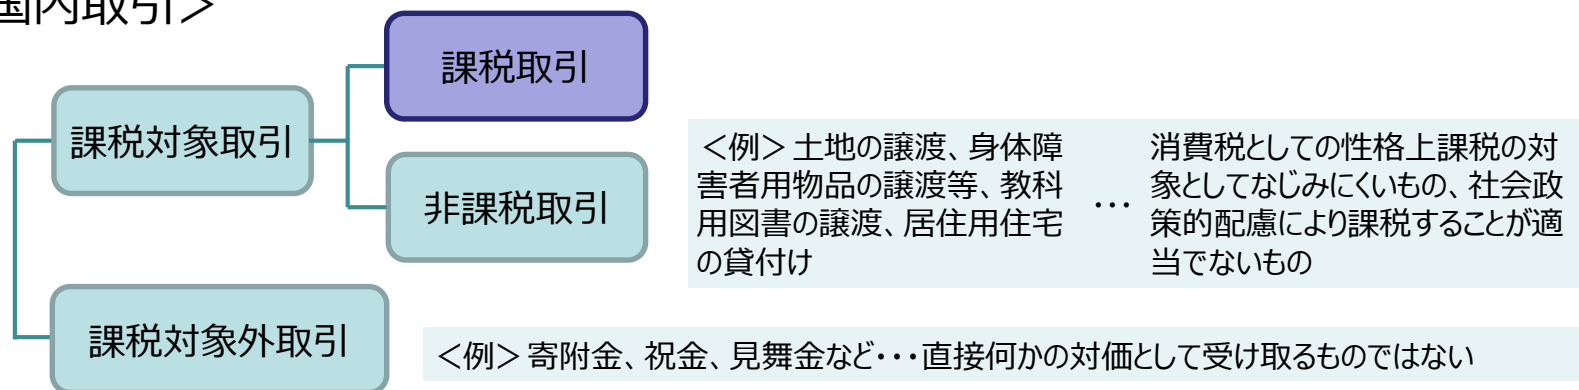 国内取引＞
課税取引
課税対象取引
＜例＞土地の譲渡、身体障
害者用物品の譲渡等、教科
用図書の譲渡、居住用住宅
の貸付け
…
消費税としての性格上課税の対
象としてなじみにくいもの、社会政
策的配慮により課税することが適
当でないもの
非課税取引
課税対象外取引
＜例＞寄附金、祝金、見舞金など・・・直接何かの対価として受け取るものではない